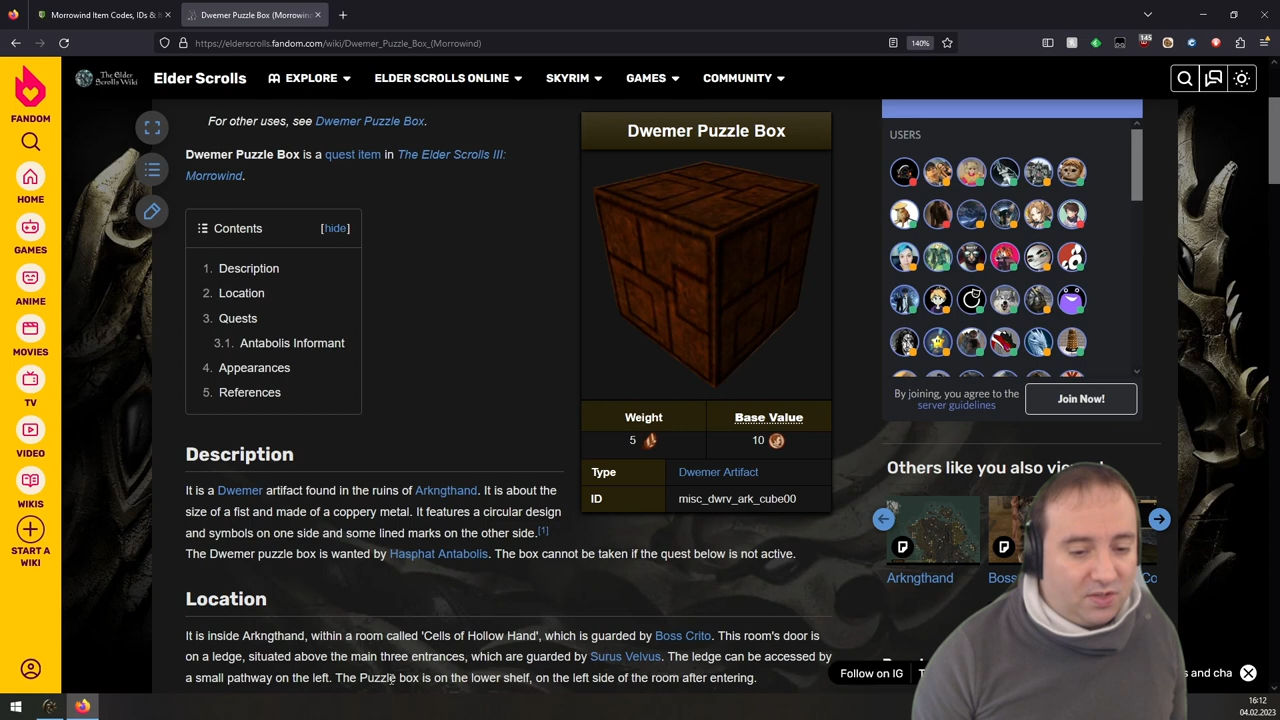 Morrowind Item Codes, IDs &
Dwemer Puzzle Box (Morrowin
https://elderscrolls.fandom.com/wiki/Dwemer_Puzzle_Box_(Morrowind)
140%
145
FANDOM
HOME
GAMES
ANIME
MOVIES
TV
VIDEO
WIKIS
START A
WIKI
The Elder
Scrolls Wiki
Elder Scrolls
EXPLORE
ELDER SCROLLS ONLINE
SKYRIM
GAMES
COMMUNITY
For other uses, see Dwemer Puzzle Box.
Dwemer Puzzle Box is a quest item in The Elder Scrolls III:
Morrowind.
Contents [hide]
1. Description
2. Location
3. Quests
3.1. Antabolis Informant
4. Appearances
5. References
Dwemer Puzzle Box
Weight Base Value
5 10
Type Dwemer Artifact
ID misc_dwrv_ark_cube00
Description
It is a Dwemer artifact found in the ruins of Arkngthand. It is about the
size of a fist and made of a coppery metal. It features a circular design
and symbols on one side and some lined marks on the other side.[1]
The Dwemer puzzle box is wanted by Hasphat Antabolis. The box cannot be taken if the quest below is not active.
Location
It is inside Arkngthand, within a room called 'Cells of Hollow Hand', which is guarded by Boss Crito. This room's door is
on a ledge, situated above the main three entrances, which are guarded by Surus Velvus. The ledge can be accessed by
a small pathway on the left. The Puzzle box is on the lower shelf, on the left side of the room after entering.
USERS
By joining, you agree to the
server guidelines
Join Now!
Others like you also
Arkngthand
Boss
Follow on IG
s and cha
16:12
04.02.2023